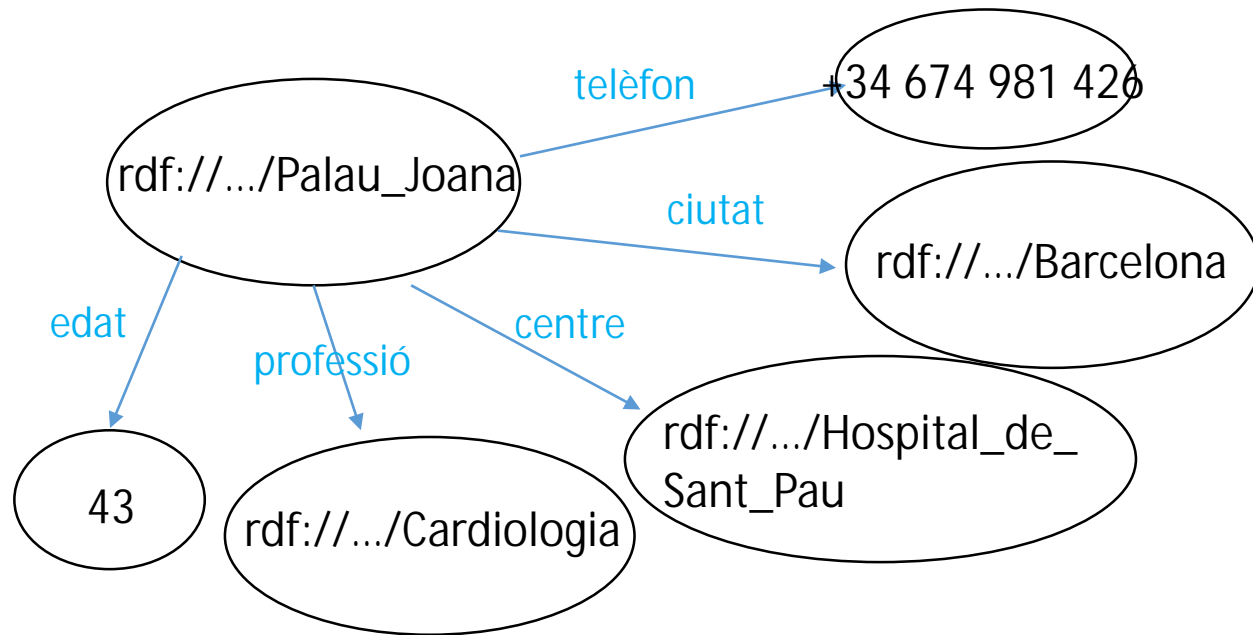 +34 674 981 426
telèfon
rdf://.../Palau_Joana
ciutat
rdf://.../Barcelona
edat
centre
professió
rdf://.../Hospital_de_
Sant_Pau
43
rdf://.../Cardiologia